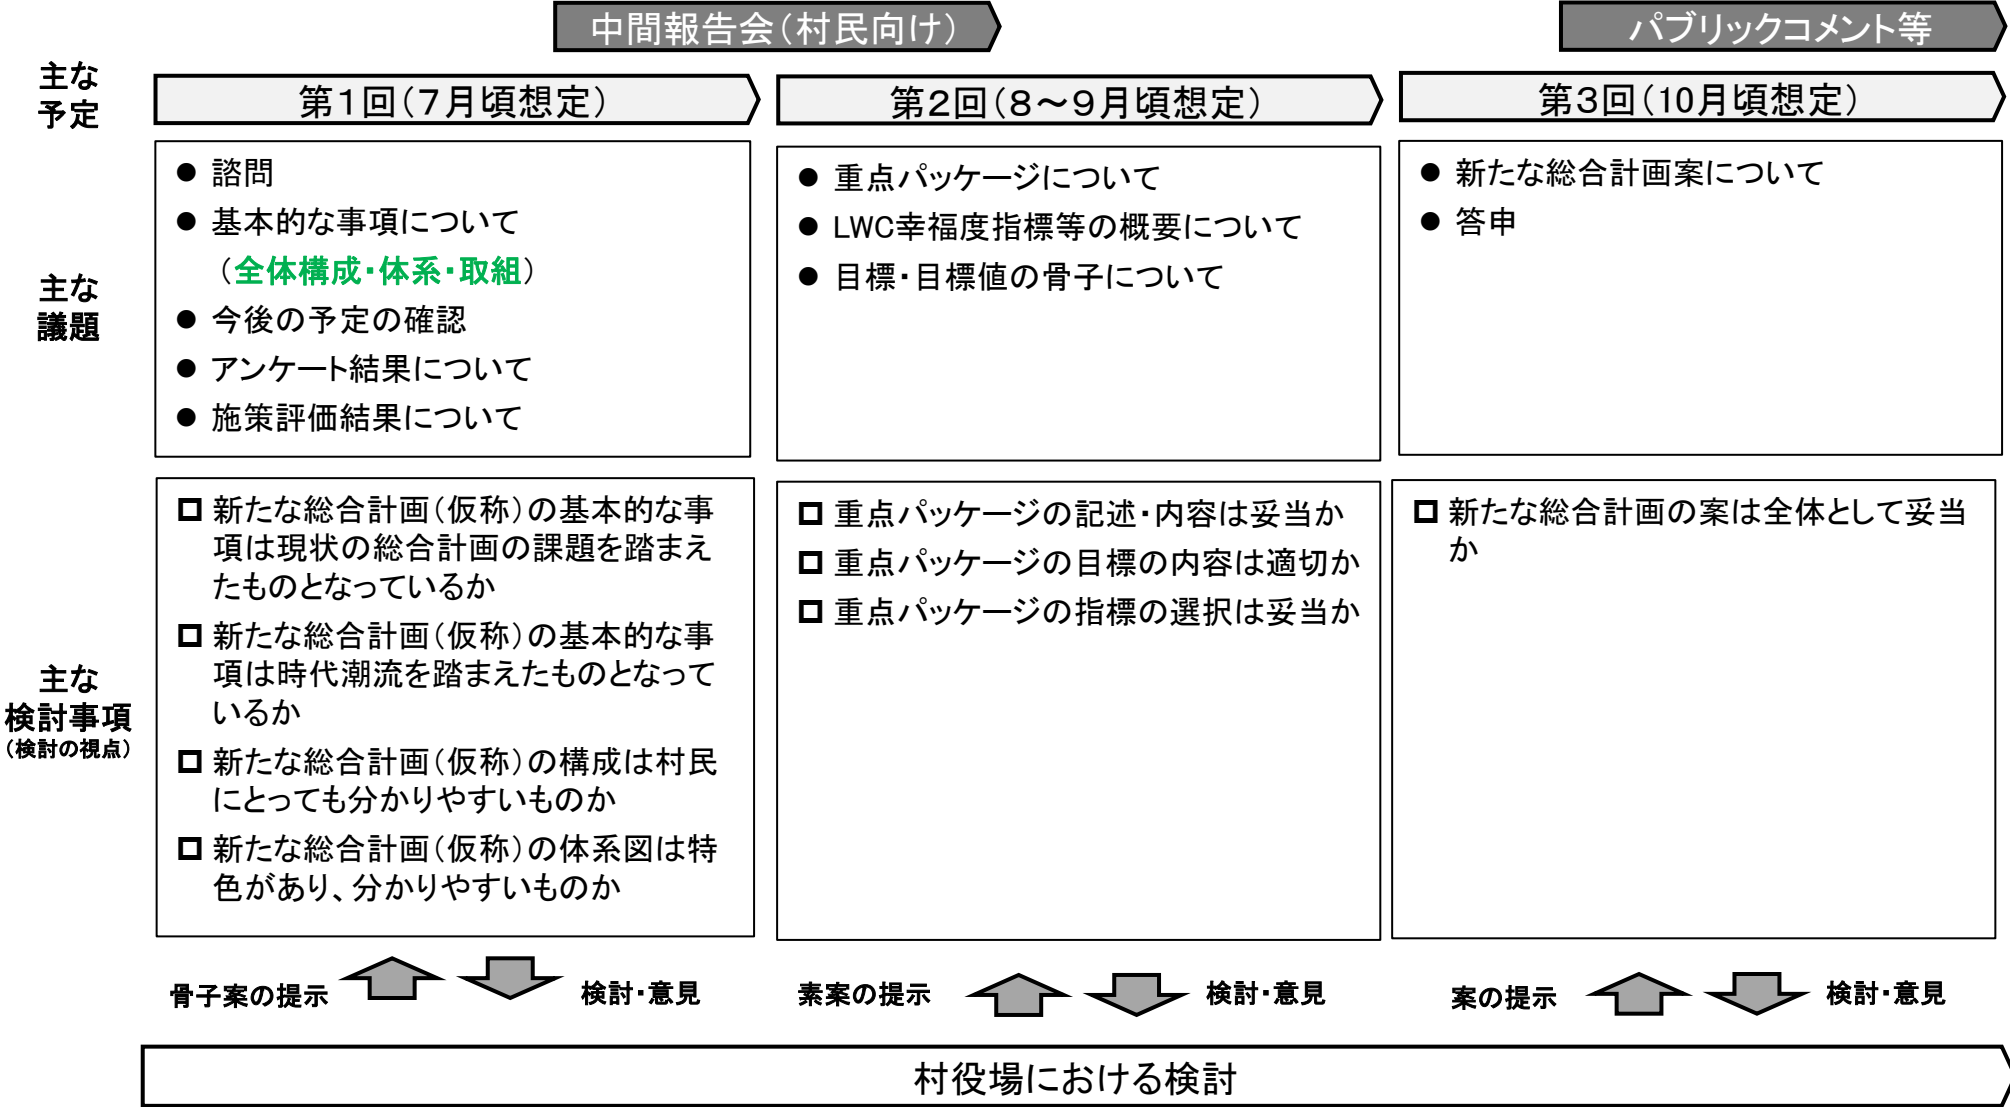 中間報告会（村民向け）
パブリックコメント等
主な
予定
第１回（７月頃想定）
第２回（８～９月頃想定）
第３回（10月頃想定）
主な
議題
● 諮問
● 基本的な事項について
（全体構成・体系・取組）
● 今後の予定の確認
● アンケート結果について
● 施策評価結果について
● 重点パッケージについて
● LWC幸福度指標等の概要について
● 目標・目標値の骨子について
● 新たな総合計画案について
● 答申
主な
検討事項
（検討の視点）
□ 新たな総合計画（仮称）の基本的な事
項は現状の総合計画の課題を踏まえ
たものとなっているか
□ 新たな総合計画（仮称）の基本的な事
項は時代潮流を踏まえたものとなって
いるか
□ 新たな総合計画（仮称）の構成は村民
にとっても分かりやすいものか
□ 新たな総合計画（仮称）の体系図は特
色があり、分かりやすいものか
□ 重点パッケージの記述・内容は妥当か
□ 重点パッケージの目標の内容は適切か
□ 重点パッケージの指標の選択は妥当か
□ 新たな総合計画の案は全体として妥当
か
骨子案の提示
検討・意見
素案の提示
検討・意見
案の提示
検討・意見
村役場における検討